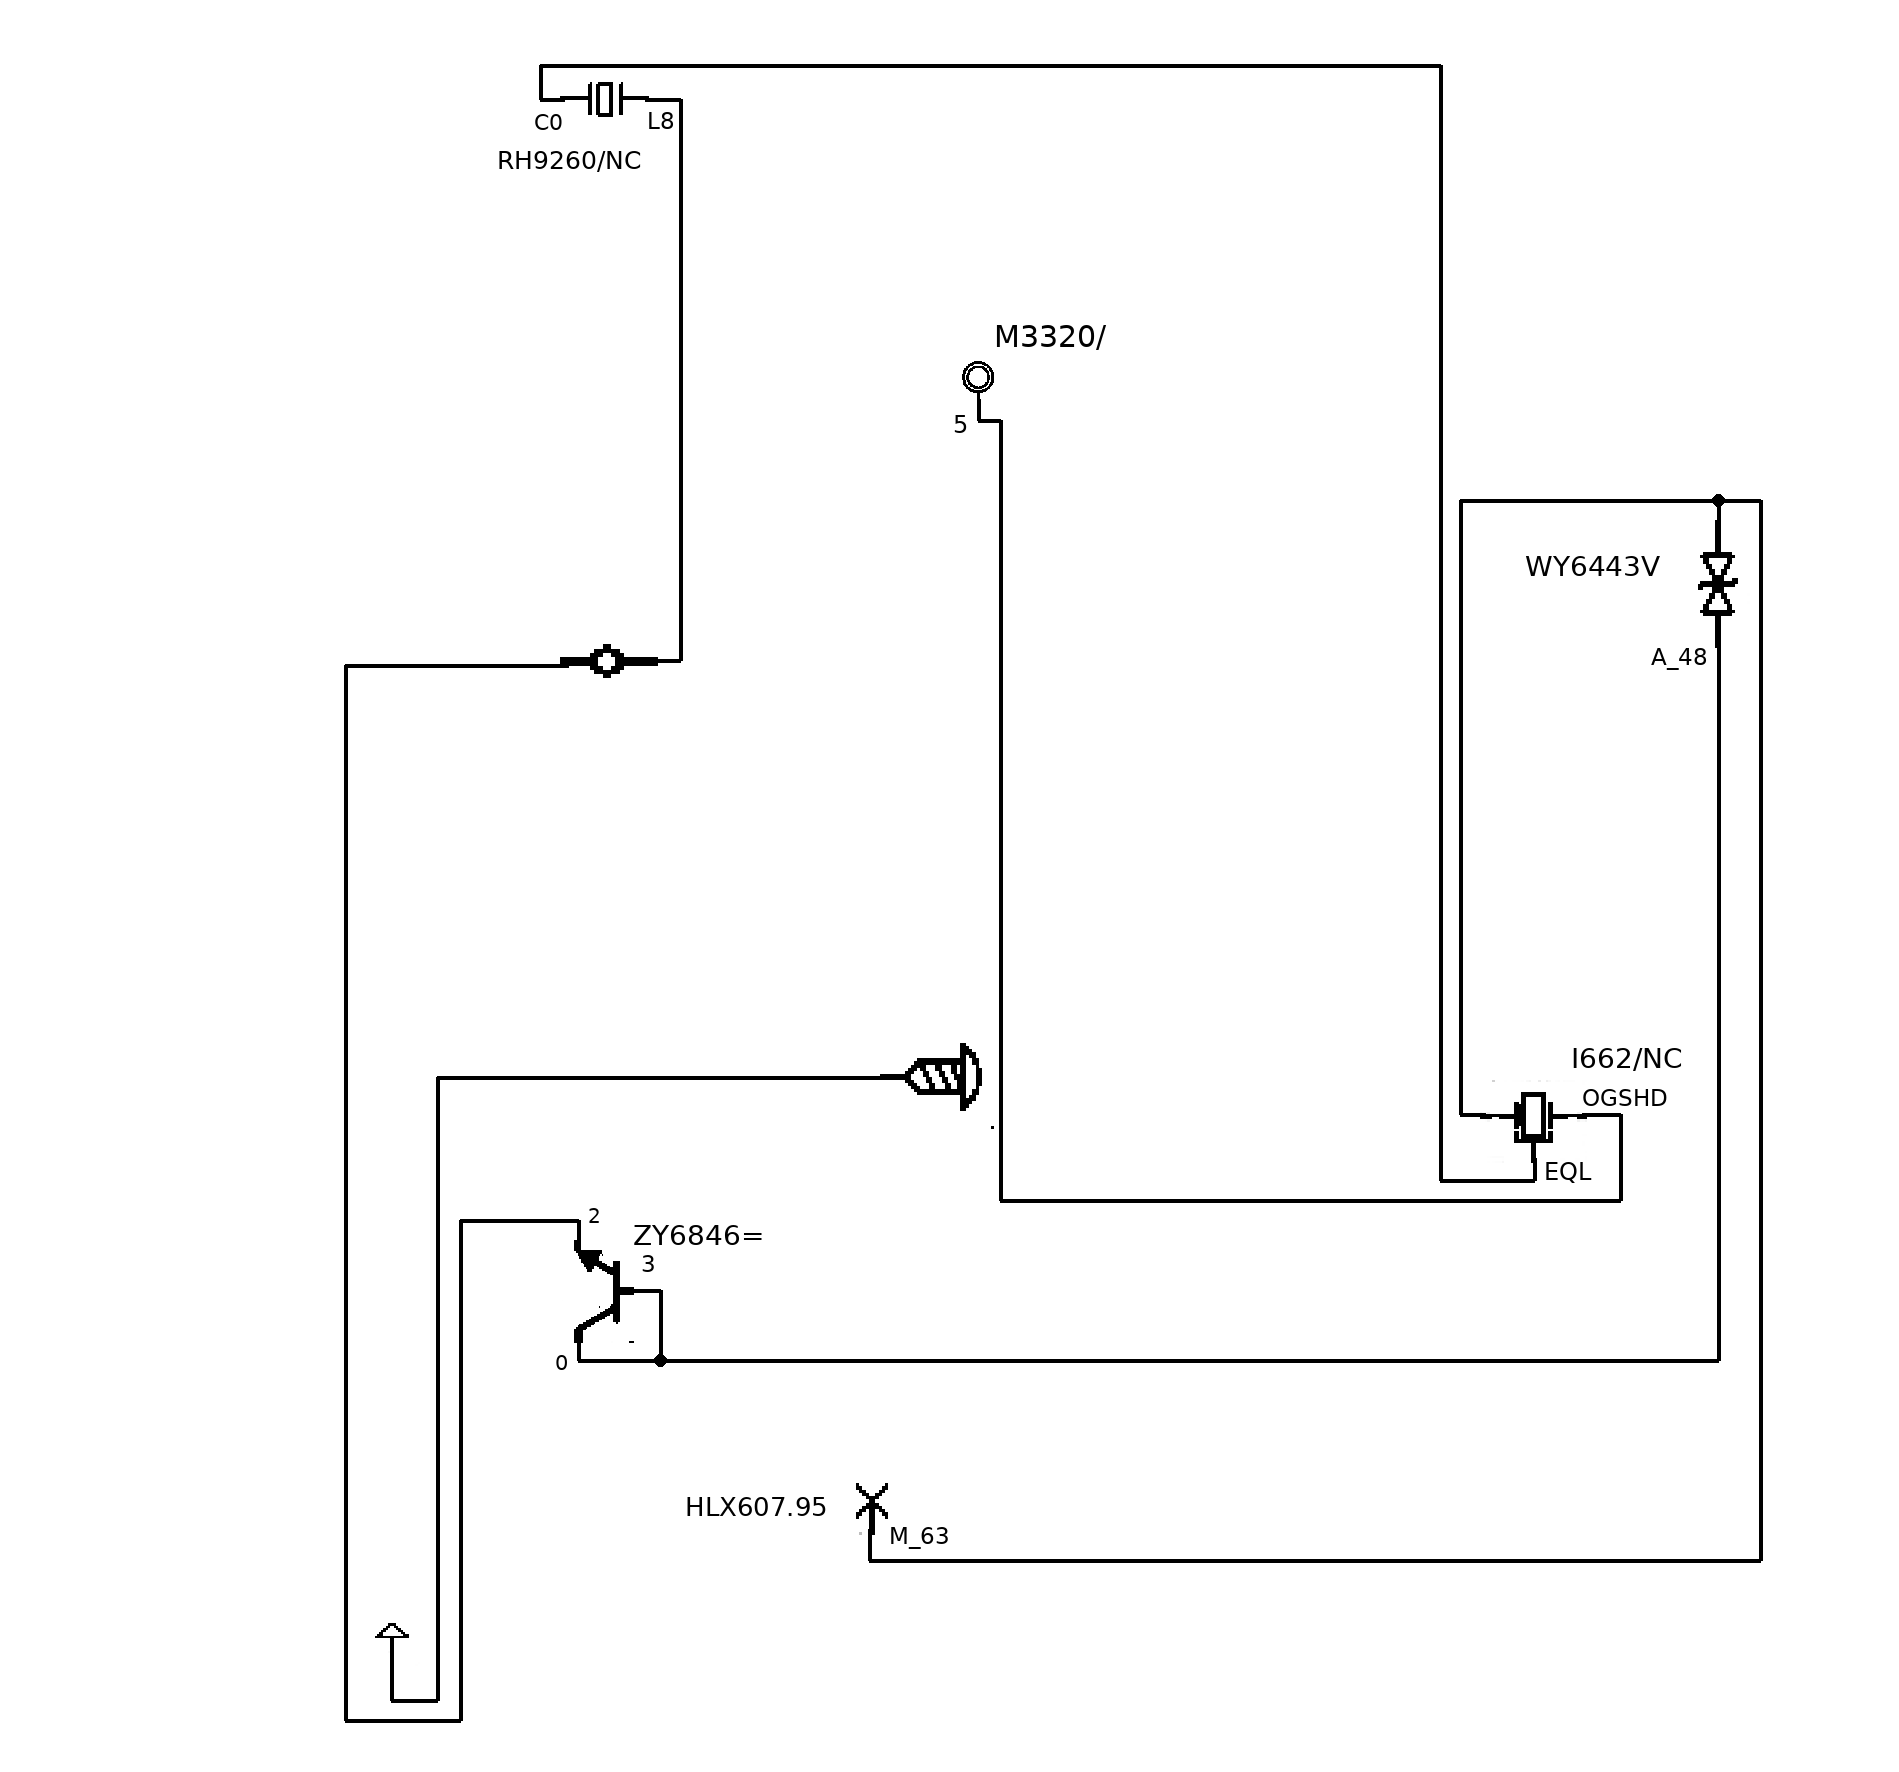 C0
L8
RH9260/NC
M3320/
5
WY6443V
A_48
I662/NC
OGSHD
EQL
2
ZY6846=
3
0
HLX607.95
M_63